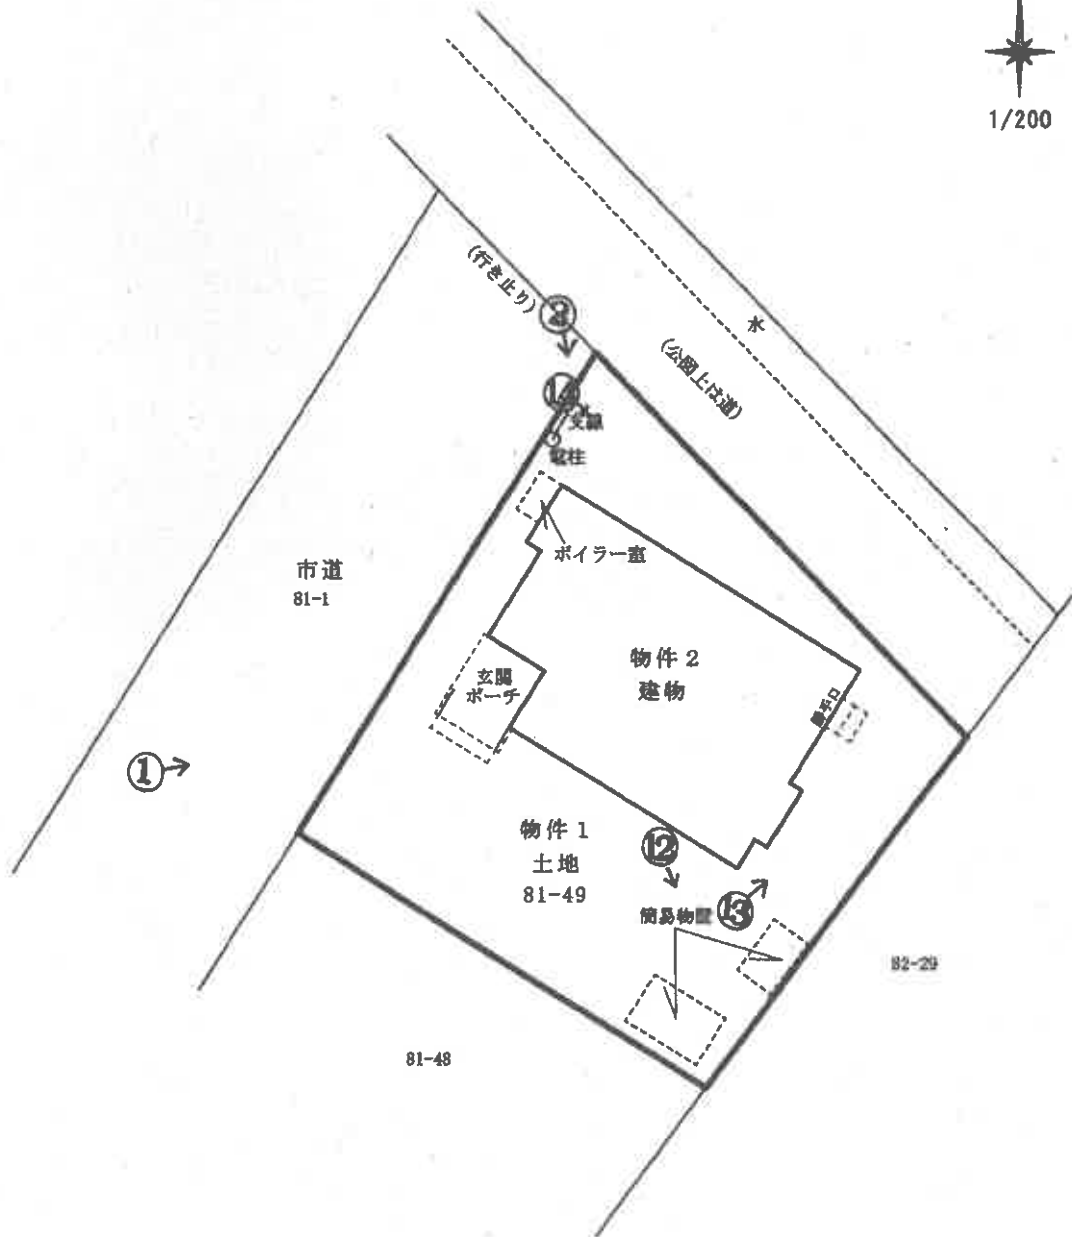 1/200
(行き止り)
②
水
(公図上は道)
⑭
支線
電柱
ボイラー室
市道
81-1
物件 2
建物
玄関
ポーチ
勝手口
①
物件 1
土地
81-49
⑫
⑬
簡易物置
82-29
81-48